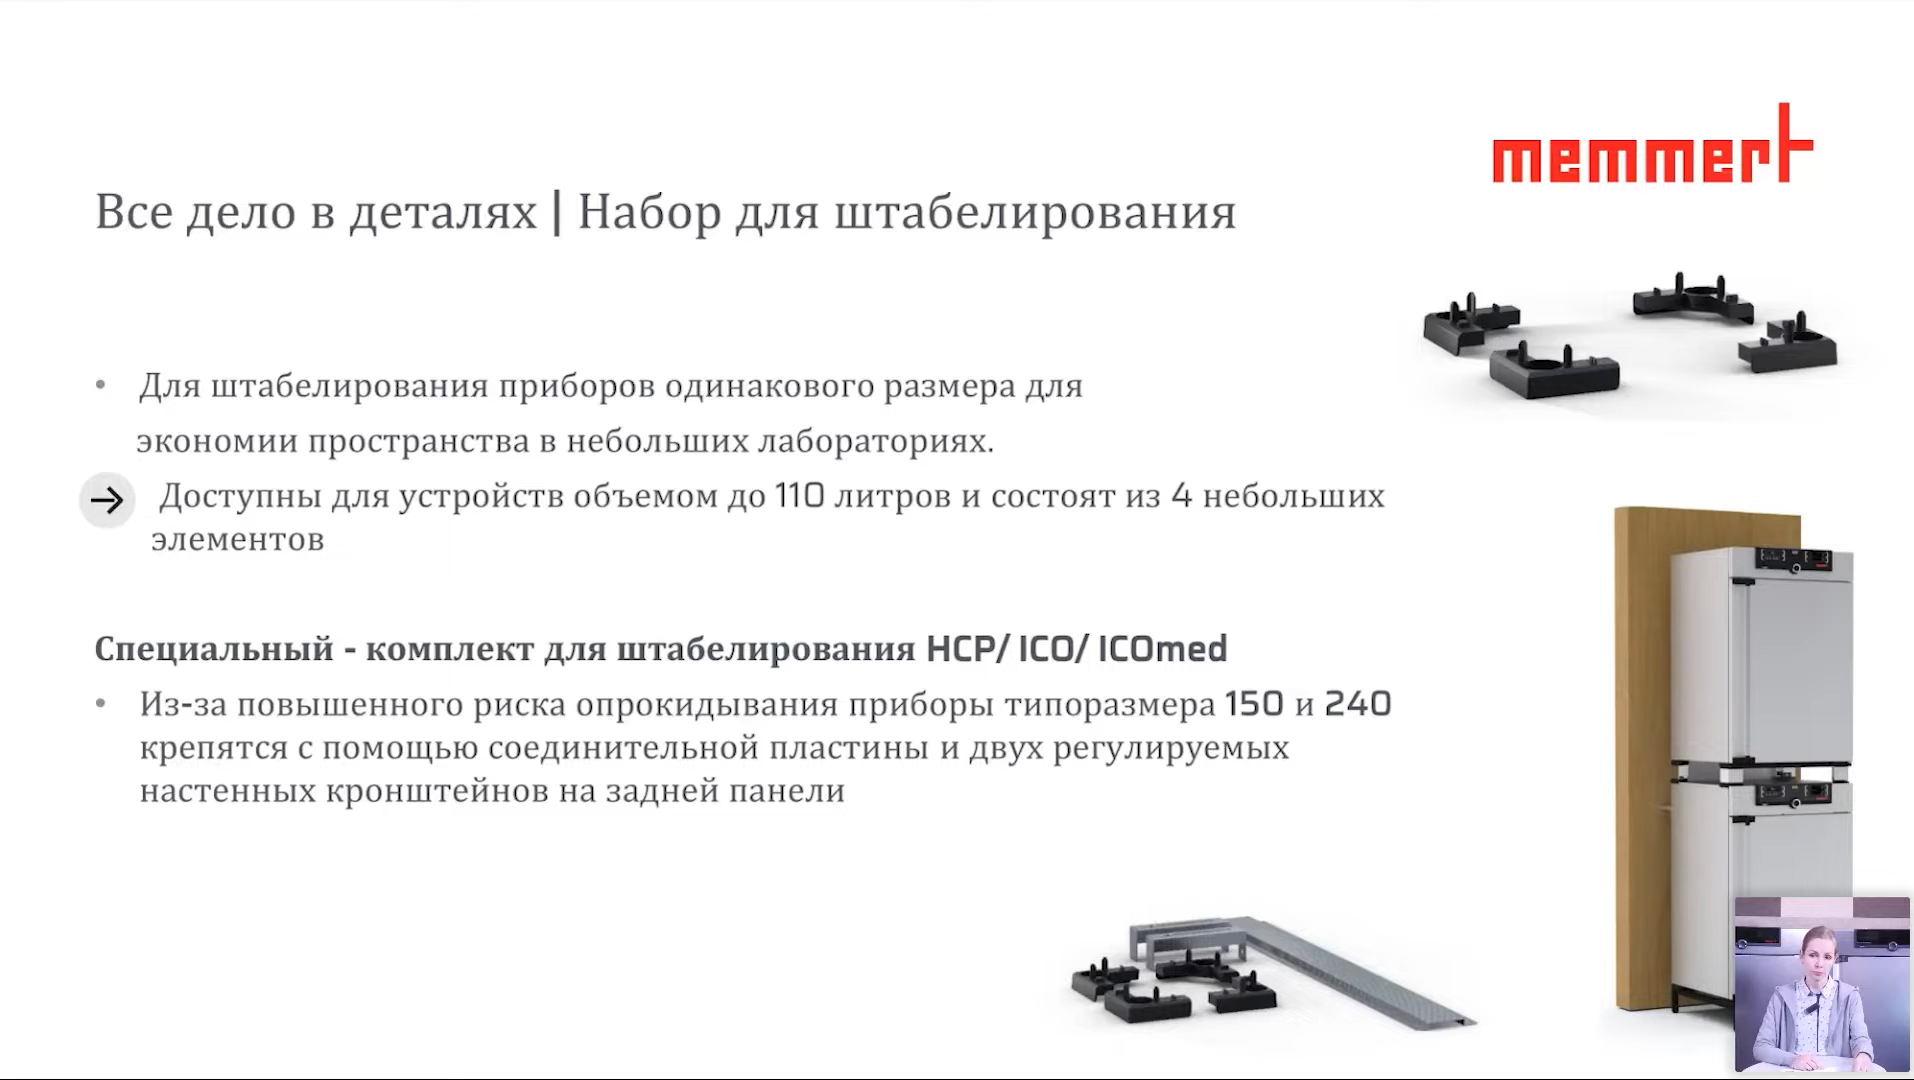 memmert
Все дело в деталях | Набор для штабелирования
• Для штабелирования приборов одинакового размера для
экономии пространства в небольших лабораториях.
→ Доступны для устройств объемом до 110 литров и состоят из 4 небольших
элементов
Специальный - комплект для штабелирования HCP/ ICO/ ICOmed
• Из-за повышенного риска опрокидывания приборы типоразмера 150 и 240
крепятся с помощью соединительной пластины и двух регулируемых
настенных кронштейнов на задней панели